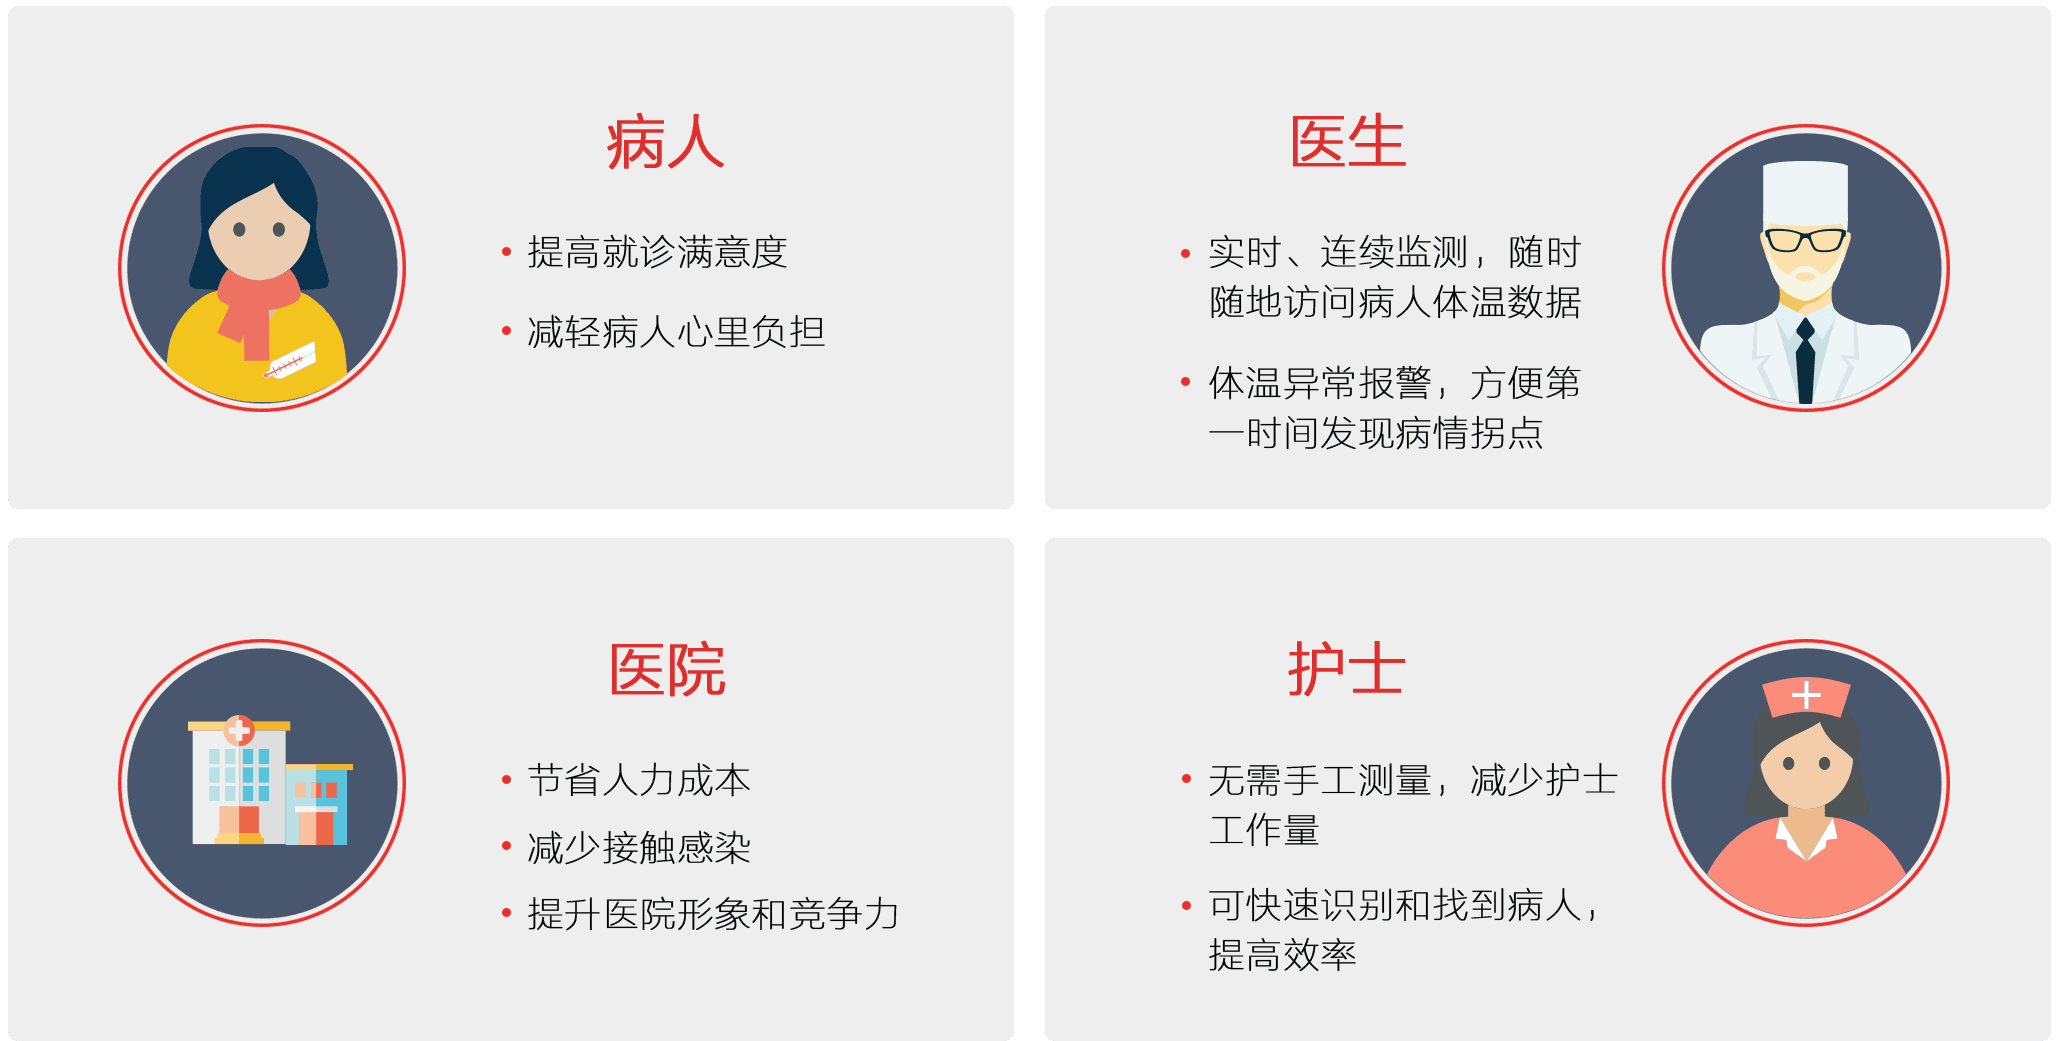 病人
• 提高就诊满意度
• 减轻病人心里负担
医生
• 实时、连续监测，随时
随地访问病人体温数据
• 体温异常报警，方便第
一时间发现病情拐点
医院
• 节省人力成本
• 减少接触感染
• 提升医院形象和竞争力
护士
• 无需手工测量，减少护士
工作量
• 可快速识别和找到病人，
提高效率